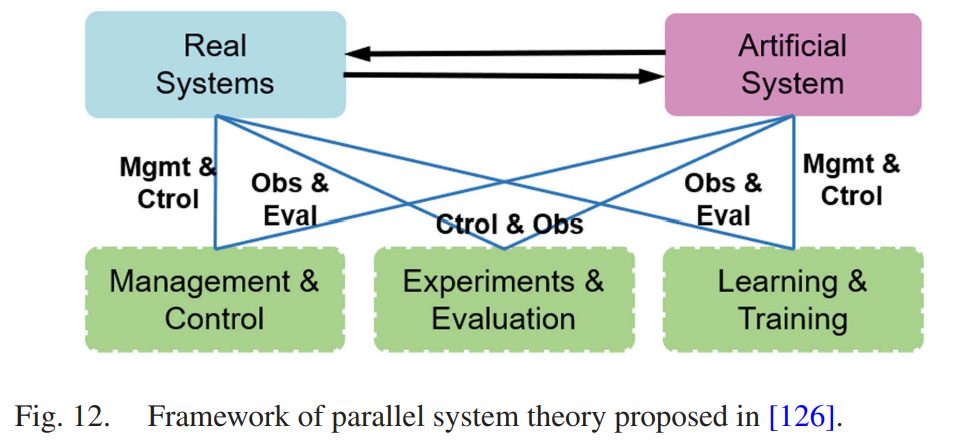 Real
Systems
Artificial
System
Mgmt &
Ctrol
Obs &
Eval
Ctrol & Obs
Obs &
Eval
Mgmt &
Ctrol
Management &
Control
Experiments &
Evaluation
Learning &
Training
Fig. 12. Framework of parallel system theory proposed in [126].